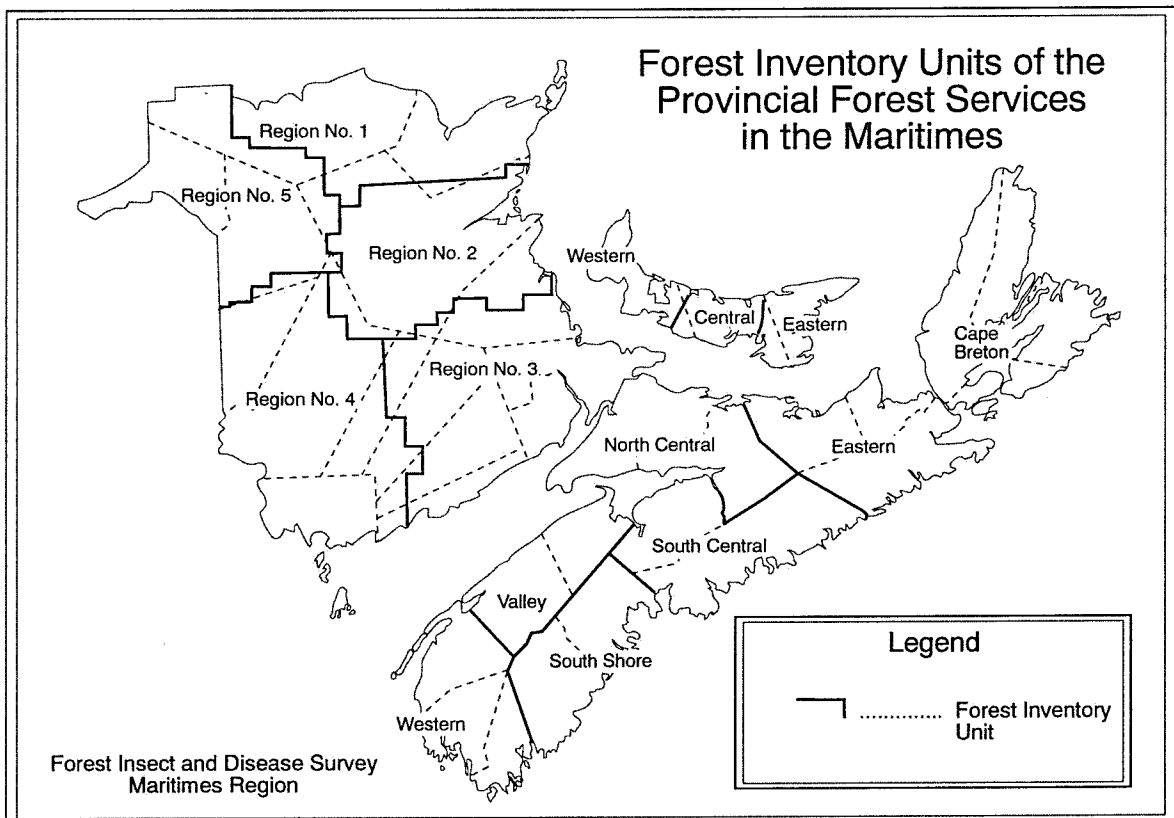 Forest Inventory Units of the
Provincial Forest Services
in the Maritimes
Region No. 1
Region No. 5
Region No. 2
Western
Central
Eastern
Cape
Breton
Region No. 3
Region No. 4
North Central
Eastern
South Central
Valley
South Shore
Western
Legend
Forest Inventory
Unit
Forest Insect and Disease Survey
Maritimes Region